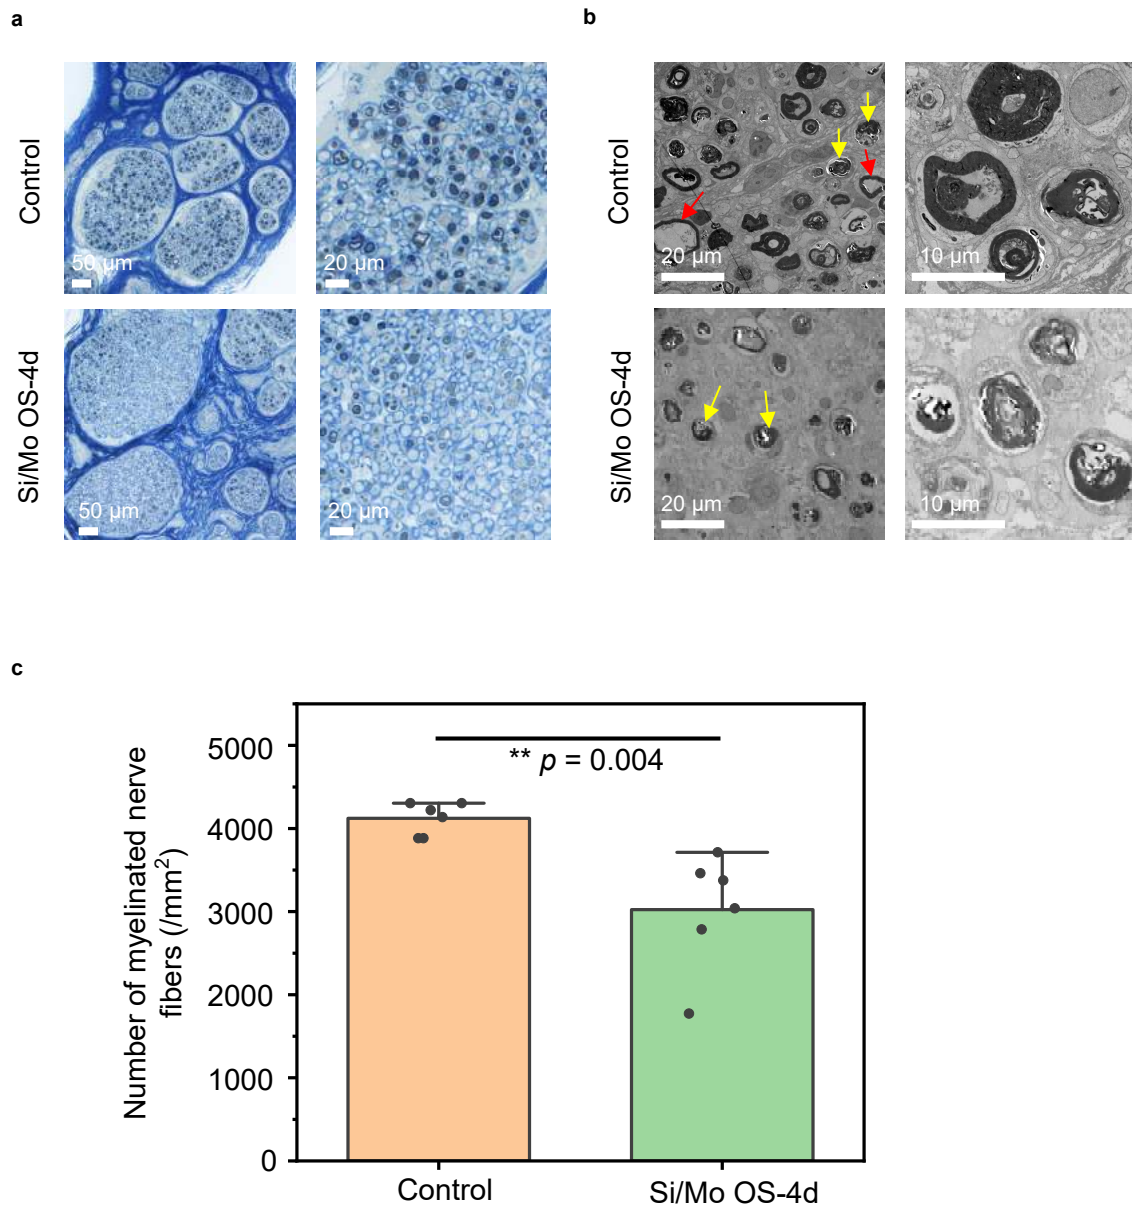 a
b
Control
50 µm
20 µm
Control
20 µm
10 µm
Si/Mo OS-4d
50 µm
20 µm
Si/Mo OS-4d
20 µm
10 µm
c
Number of myelinated nerve
fibers (/mm²)
5000
4000
3000
2000
1000
0
** p = 0.004
Control
Si/Mo OS-4d